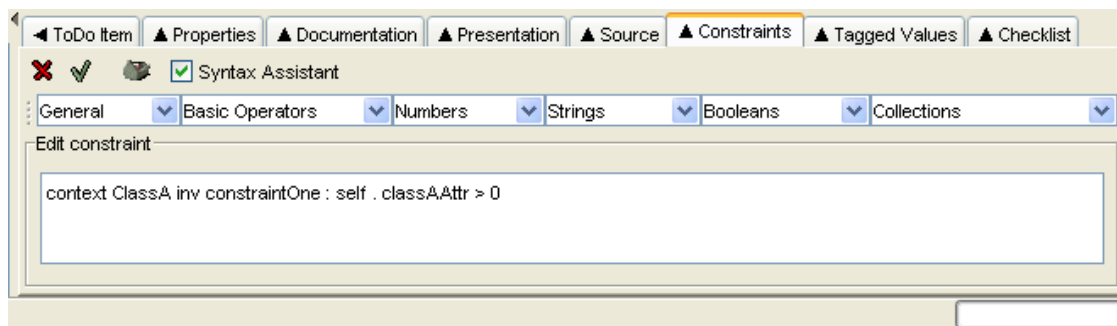 ToDo Item Properties Documentation Presentation Source Constraints Tagged Values Checklist
Syntax Assistant
General Basic Operators Numbers Strings Booleans Collections
Edit constraint
context ClassA inv constraintOne : self . classAAttr > 0